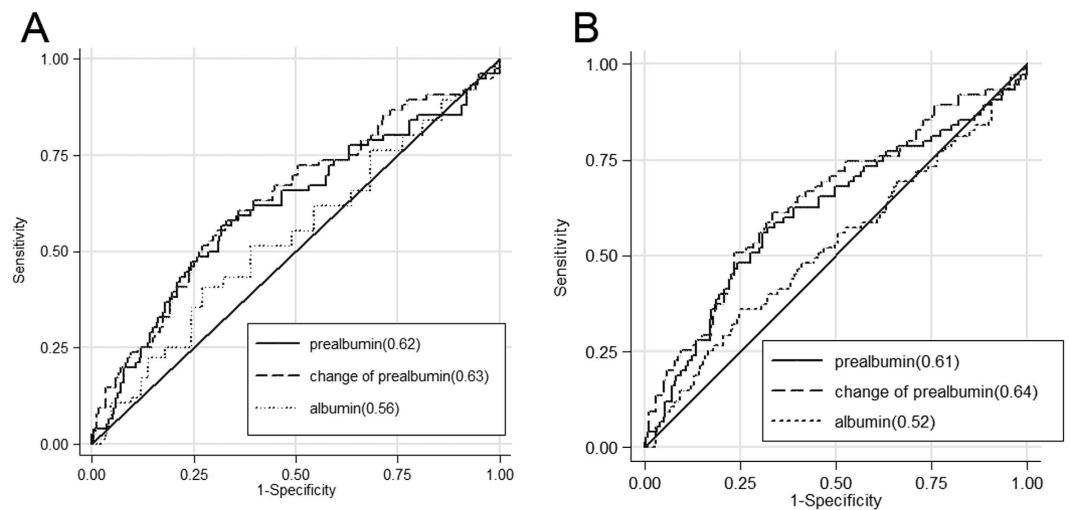 A
1.00
0.75
0.50
0.25
0.00
Sensitivity
prealbumin(0.62)
change of prealbumin(0.63)
albumin(0.56)
0.00 0.25 0.50 0.75 1.00
1-Specificity
B
1.00
0.75
0.50
0.25
0.00
Sensitivity
prealbumin(0.61)
change of prealbumin(0.64)
albumin(0.52)
0.00 0.25 0.50 0.75 1.00
1-Specificity